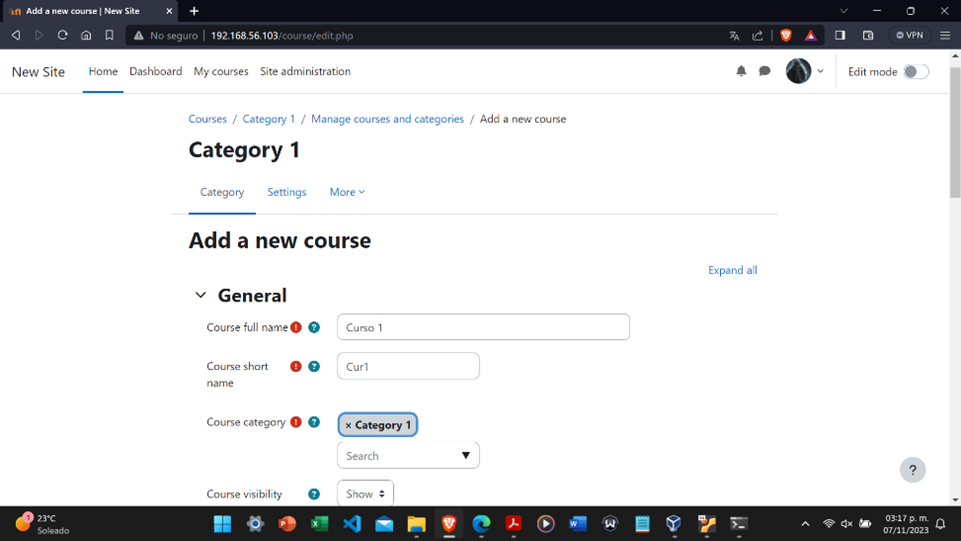 Add a new course | New Site
No seguro | 192.168.56.103/course/edit.php
VPN
New Site Home Dashboard My courses Site administration Edit mode
Courses / Category 1 / Manage courses and categories / Add a new course
Category 1
Category Settings More
Add a new course
Expand all
General
Course full name ! ? Curso 1
Course short name ! ? Cur1
Course category ! ? × Category 1
Search
Course visibility ? Show
?
1 23°C
Soleado
03:17 p. m.
07/11/2023